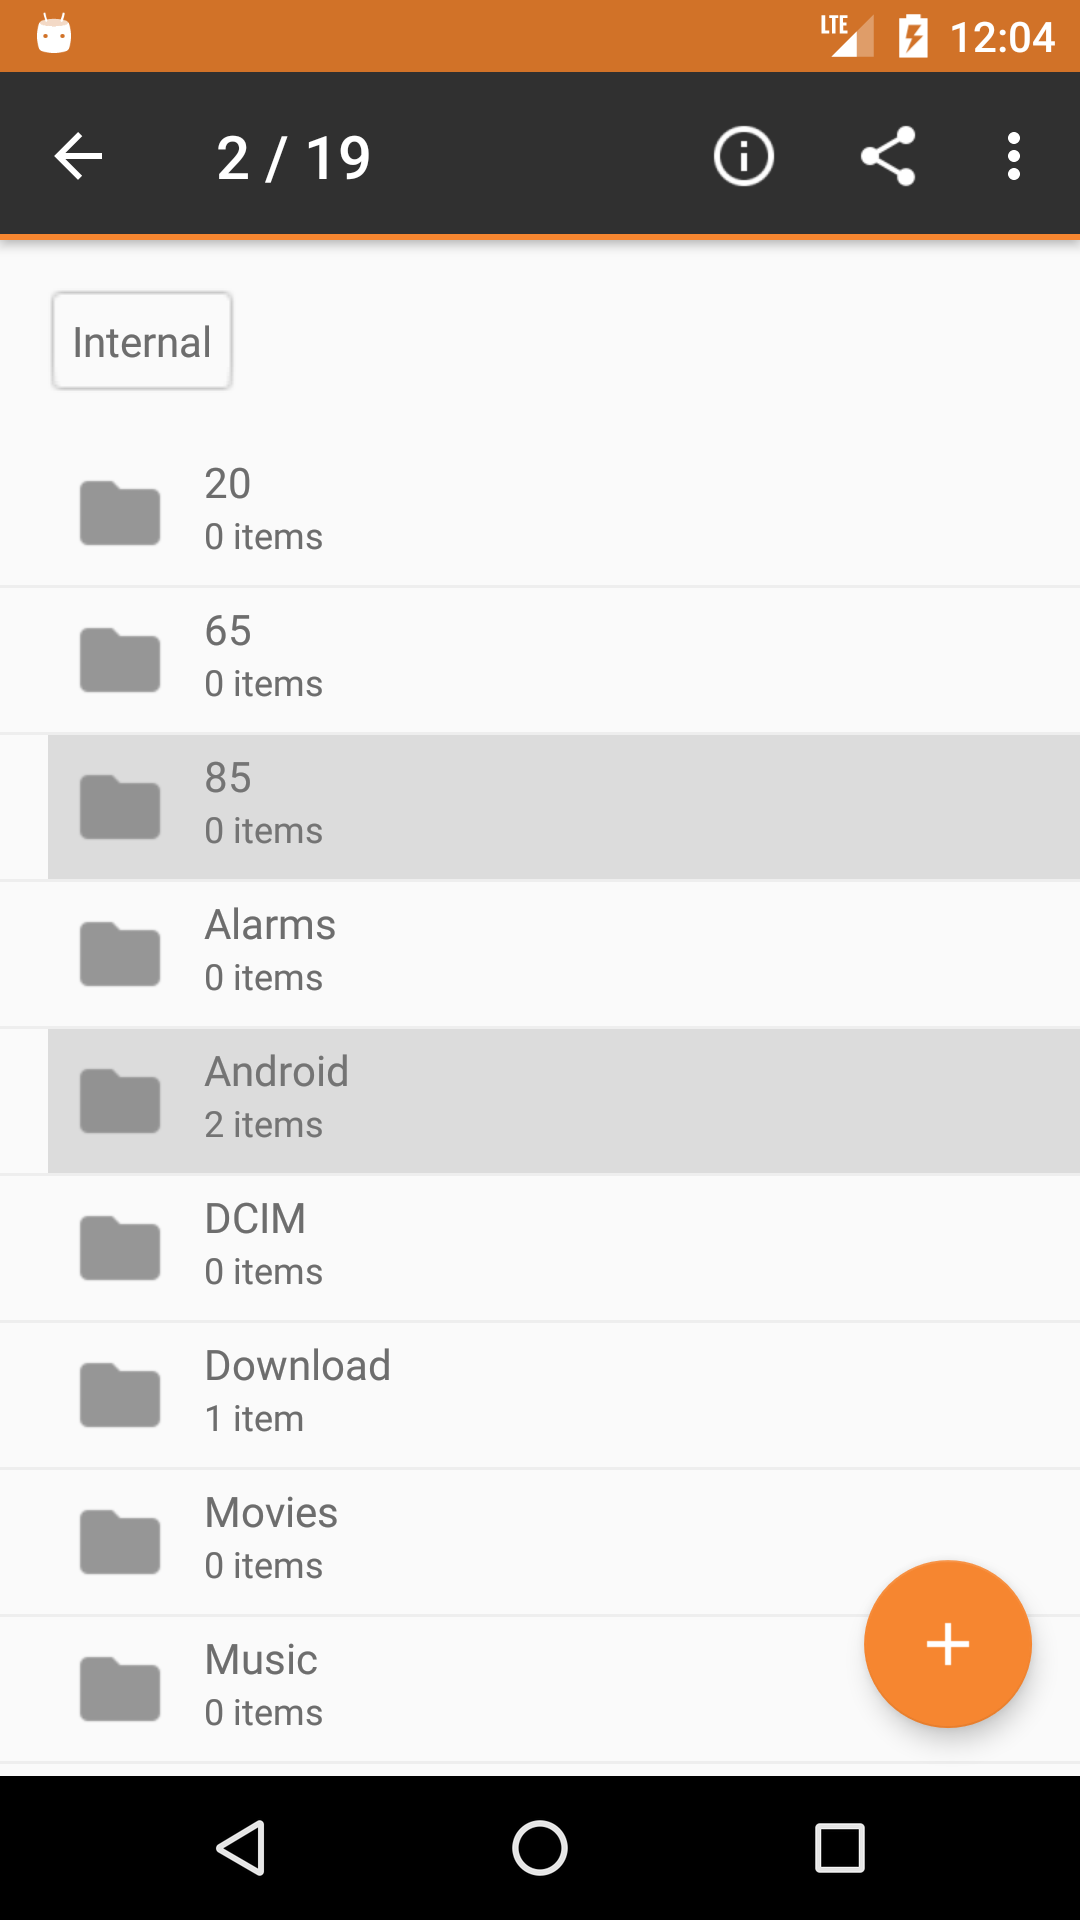 LTE 12:04
2 / 19
Internal
20
0 items
65
0 items
85
0 items
Alarms
0 items
Android
2 items
DCIM
0 items
Download
1 item
Movies
0 items
Music
0 items